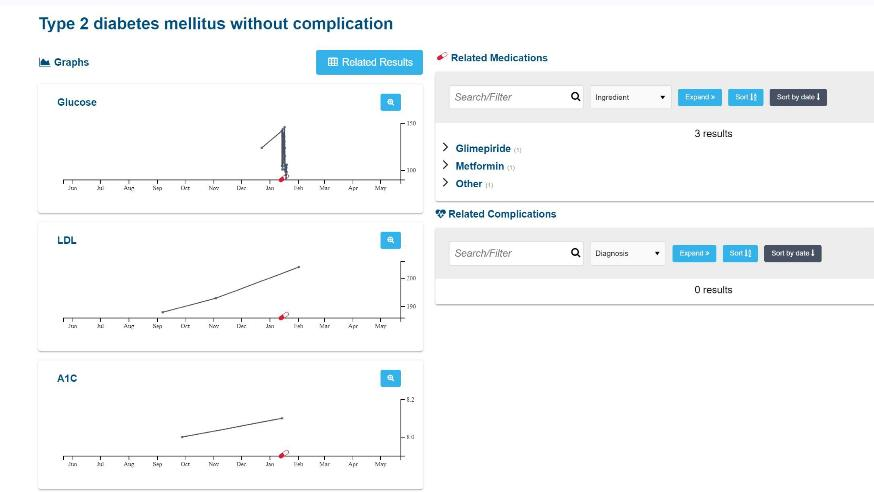 Type 2 diabetes mellitus without complication
Graphs
Related Results
Glucose
150
100
Jun Jul Aug Sep Oct Nov Dec Jan Feb Mar Apr May
LDL
200
190
Jun Jul Aug Sep Oct Nov Dec Jan Feb Mar Apr May
A1C
8.2
8.0
Jun Jul Aug Sep Oct Nov Dec Jan Feb Mar Apr May
Related Medications
Search/Filter Ingredient Expand » Sort Sort by date
3 results
Glimepiride (1)
Metformin (1)
Other (1)
Related Complications
Search/Filter Diagnosis Expand » Sort Sort by date
0 results